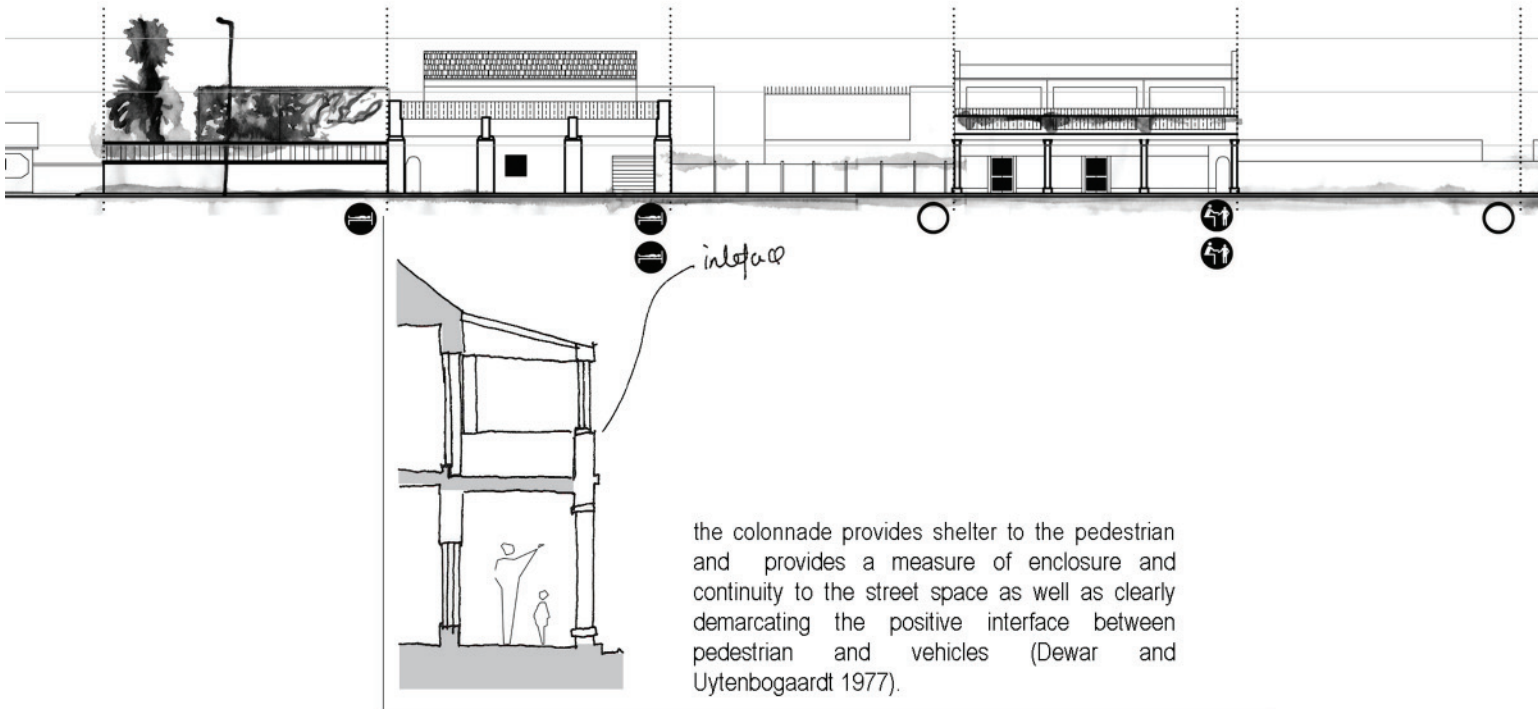 interface
the colonnade provides shelter to the pedestrian
and provides a measure of enclosure and
continuity to the street space as well as clearly
demarcating the positive interface between
pedestrian and vehicles (Dewar and
Uytenbogaardt 1977).